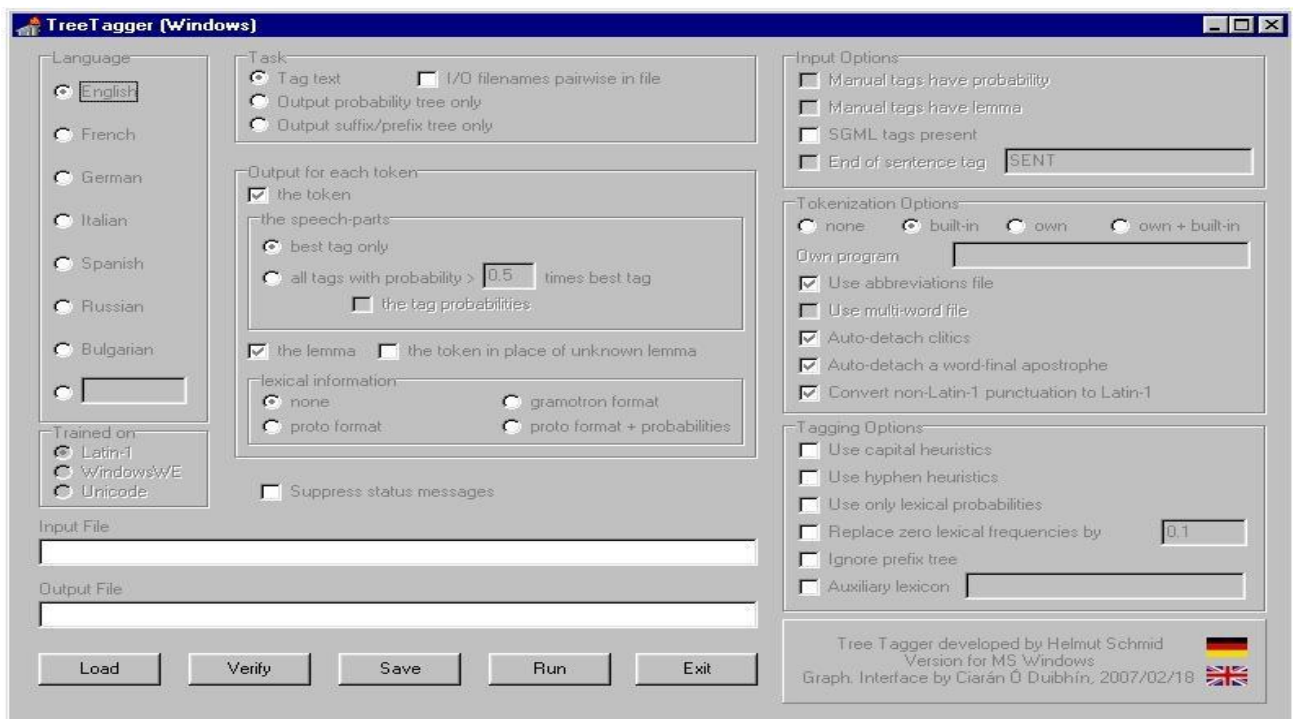 TreeTagger (Windows)
Language
English
French
German
Italian
Spanish
Russian
Bulgarian
Trained on
Latin-1
WindowsWE
Unicode
Task
Tag text
I/O filenames pairwise in file
Output probability tree only
Output suffix/prefix tree only
Output for each token
the token
the speech-parts
best tag only
all tags with probability > 0.5 times best tag
the tag probabilities
the lemma
the token in place of unknown lemma
lexical information
none
gramotron format
proto format
proto format + probabilities
Suppress status messages
Input File
Output File
Load
Verify
Save
Run
Exit
Input Options
Manual tags have probability
Manual tags have lemma
SGML tags present
End of sentence tag SENT
Tokenization Options
none
built-in
own
own + built-in
Own program
Use abbreviations file
Use multi-word file
Auto-detach clitics
Auto-detach a word-final apostrophe
Convert non-Latin-1 punctuation to Latin-1
Tagging Options
Use capital heuristics
Use hyphen heuristics
Use only lexical probabilities
Replace zero lexical frequencies by 0.1
Ignore prefix tree
Auxiliary lexicon
Tree Tagger developed by Helmut Schmid
Version for MS Windows
Graph. Interface by Ciarán Ó Duibhín, 2007/02/18